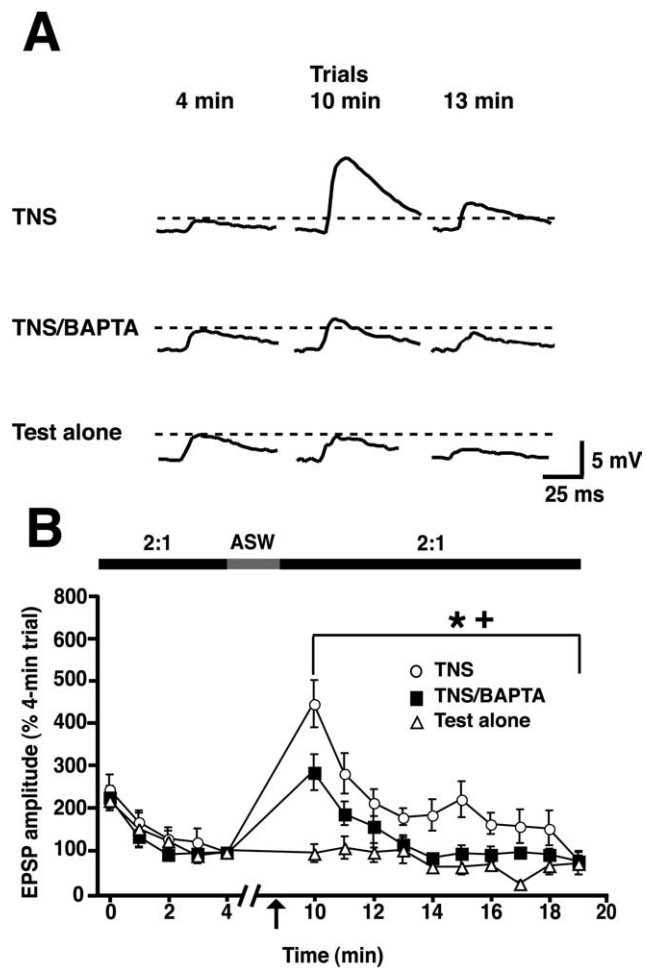 A
Trials
4 min 10 min 13 min
TNS
TNS/BAPTA
Test alone
5 mV
25 ms
B
2:1 ASW 2:1
EPSP amplitude (% 4-min trial)
800
600
500
400
300
200
100
0
* +
TNS
TNS/BAPTA
Test alone
0 2 4 10 12 14 16 18 20
Time (min)